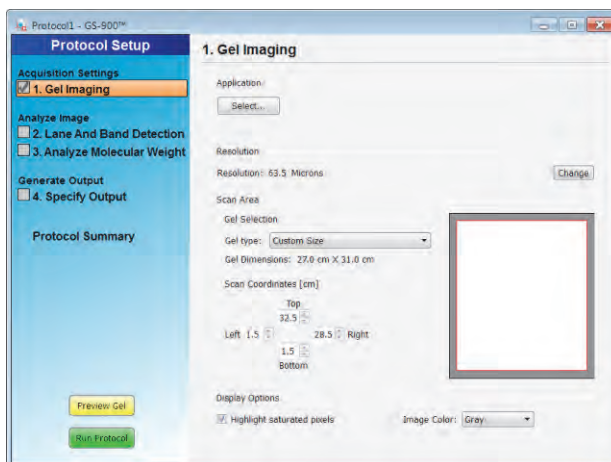 Protocol1 - GS-900™
Protocol Setup
Acquisition Settings
1. Gel Imaging
Analyze Image
2. Lane And Band Detection
3. Analyze Molecular Weight
Generate Output
4. Specify Output
Protocol Summary
Preview Gel
Run Protocol
1. Gel Imaging
Application
Select...
Resolution
Resolution: 63.5 Microns
Change
Scan Area
Gel Selection
Gel type: Custom Size
Gel Dimensions: 27.0 cm X 31.0 cm
Scan Coordinates [cm]
Top
32.5
Left 1.5 28.5 Right
1.5
Bottom
Display Options
Highlight saturated pixels Image Color: Gray